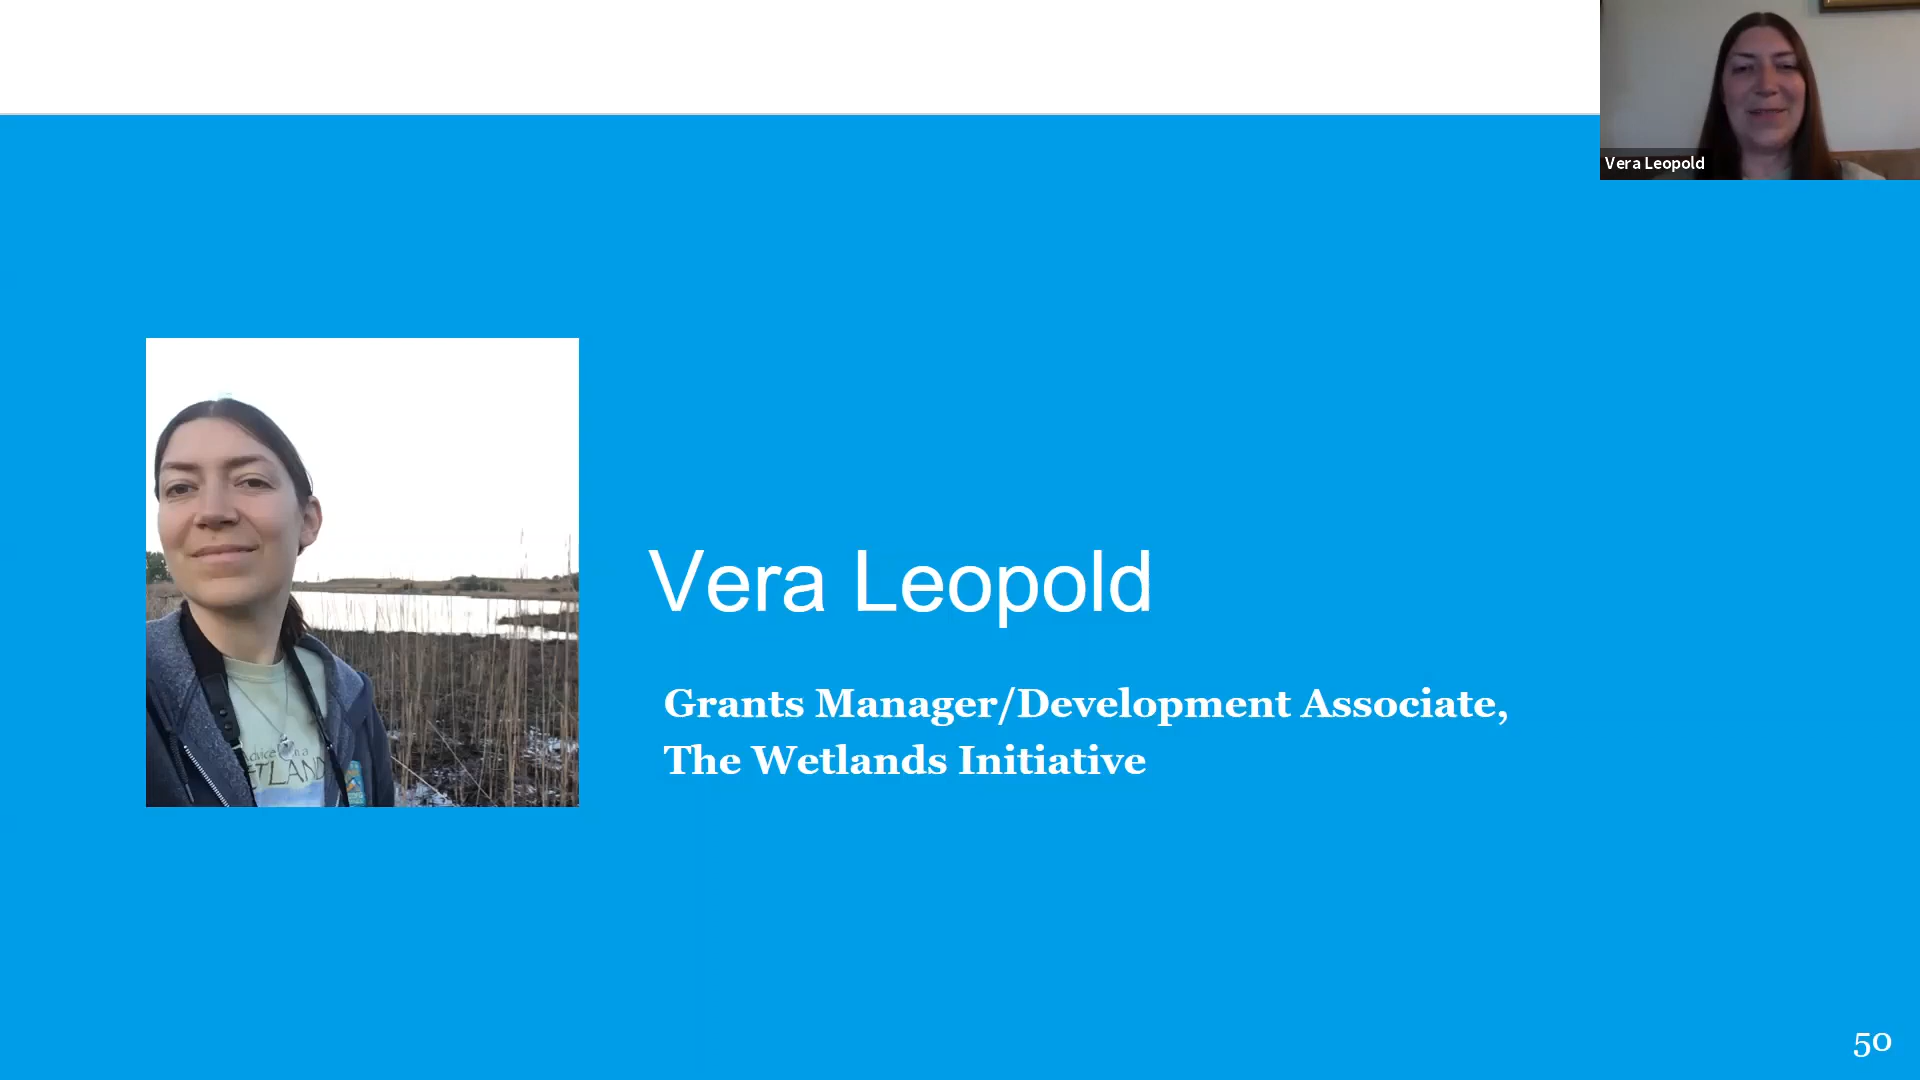 Vera Leopold
Vera Leopold
Grants Manager/Development Associate,
The Wetlands Initiative
50